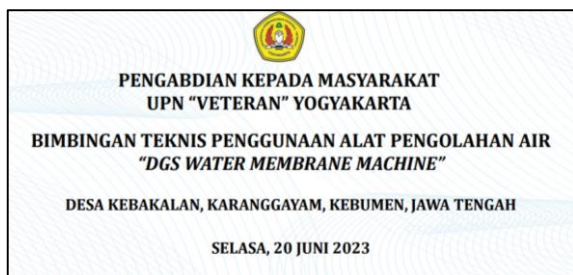 PENGABDIAN KEPADA MASYARAKAT
UPN “VETERAN” YOGYAKARTA
BIMBINGAN TEKNIS PENGGUNAAN ALAT PENGOLAHAN AIR
“DGS WATER MEMBRANE MACHINE”
DESA KEBAKALAN, KARANGGAYAM, KEBUMEN, JAWA TENGAH
SELASA, 20 JUNI 2023